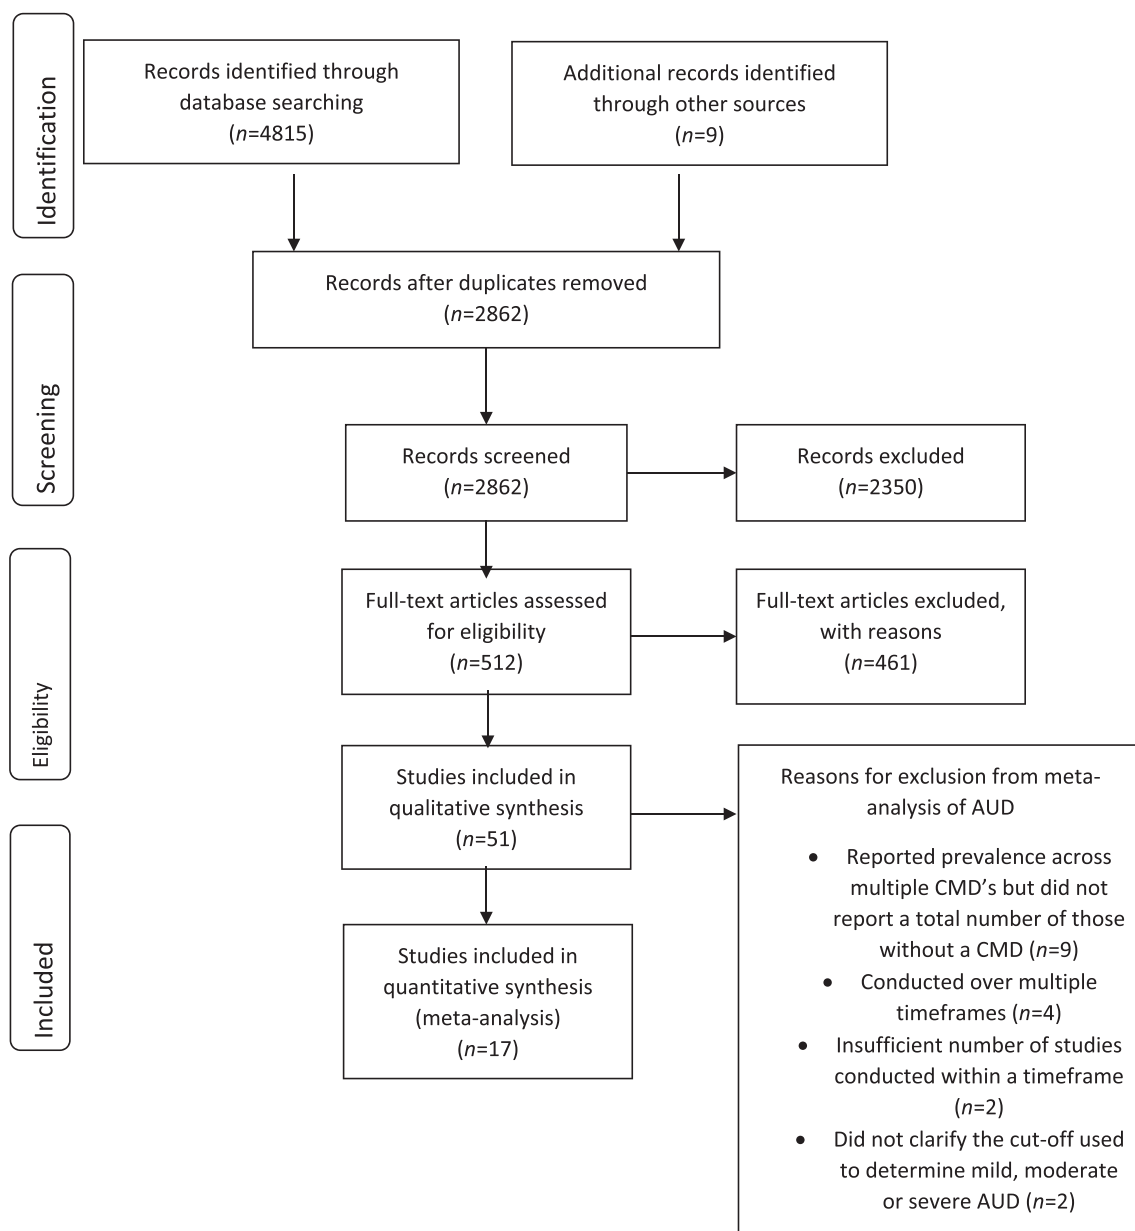 Identification
Records identified through
database searching
(n=4815)
Additional records identified
through other sources
(n=9)
Records after duplicates removed
(n=2862)
Screening
Records screened
(n=2862)
Records excluded
(n=2350)
Eligibility
Full-text articles assessed
for eligibility
(n=512)
Full-text articles excluded,
with reasons
(n=461)
Studies included in
qualitative synthesis
(n=51)
Reasons for exclusion from meta-
analysis of AUD
• Reported prevalence across
multiple CMD’s but did not
report a total number of those
without a CMD (n=9)
• Conducted over multiple
timeframes (n=4)
• Insufficient number of studies
conducted within a timeframe
(n=2)
• Did not clarify the cut-off used
to determine mild, moderate
or severe AUD (n=2)
Included
Studies included in
quantitative synthesis
(meta-analysis)
(n=17)